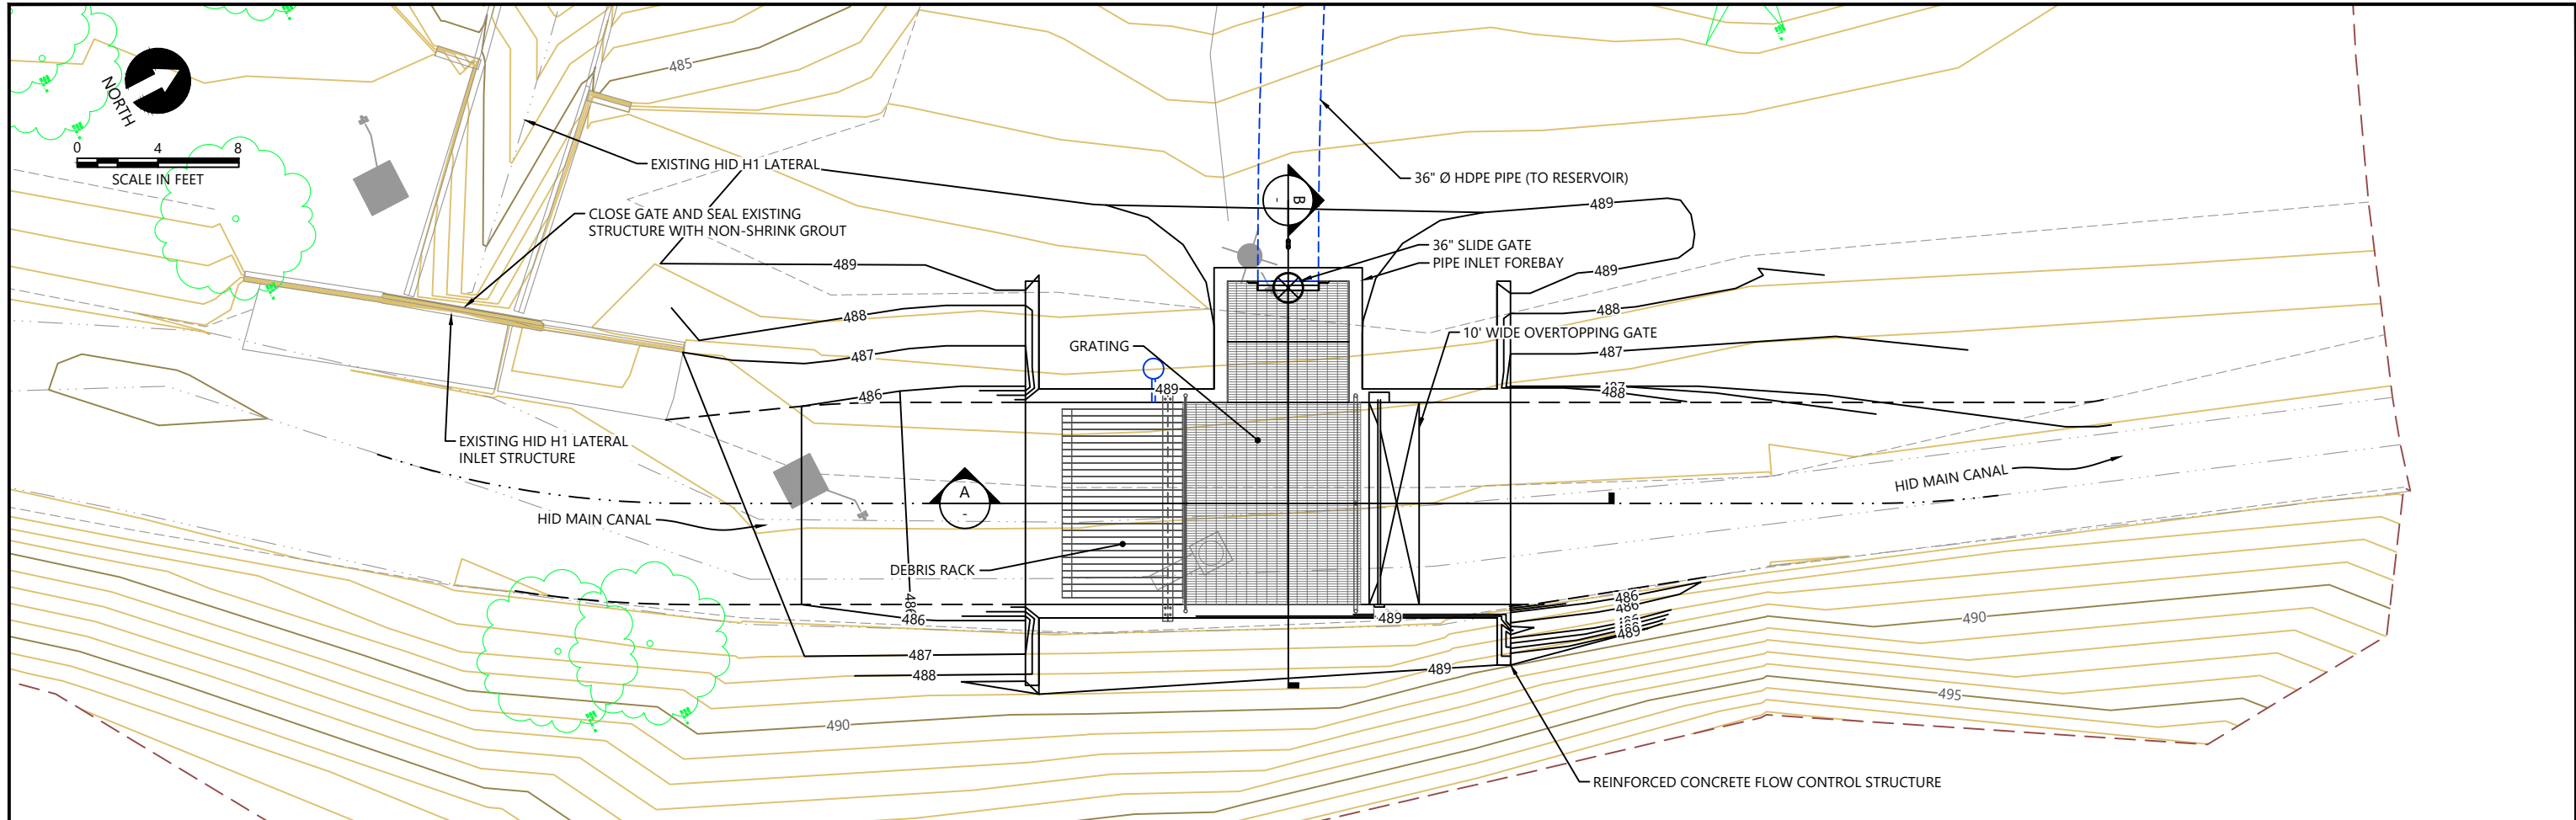 485
NORTH
0 4 8
SCALE IN FEET
EXISTING HID H1 LATERAL
36" Ø HDPE PIPE (TO RESERVOIR)
B
-
489
CLOSE GATE AND SEAL EXISTING
STRUCTURE WITH NON-SHRINK GROUT
36" SLIDE GATE
PIPE INLET FOREBAY
489
489
488
488
10' WIDE OVERTOPPING GATE
GRATING
487
487
489
487
488
486
EXISTING HID H1 LATERAL
INLET STRUCTURE
HID MAIN CANAL
A
-
HID MAIN CANAL
DEBRIS RACK
486
486
486
486
489
490
489
487
488
489
495
490
REINFORCED CONCRETE FLOW CONTROL STRUCTURE